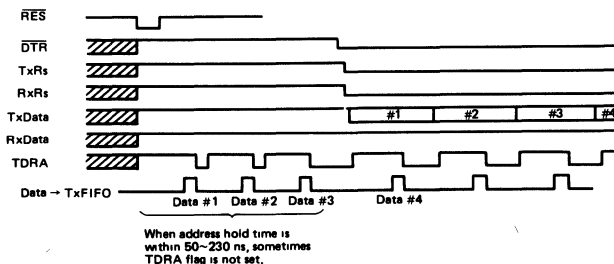 RES
DTR
TxRs
RxRs
TxData #1 #2 #3 #4
RxData
TDRA
Data → TxFIFO
Data #1 Data #2 Data #3 Data #4
When address hold time is
within 50~230 ns, sometimes
TDRA flag is not set.